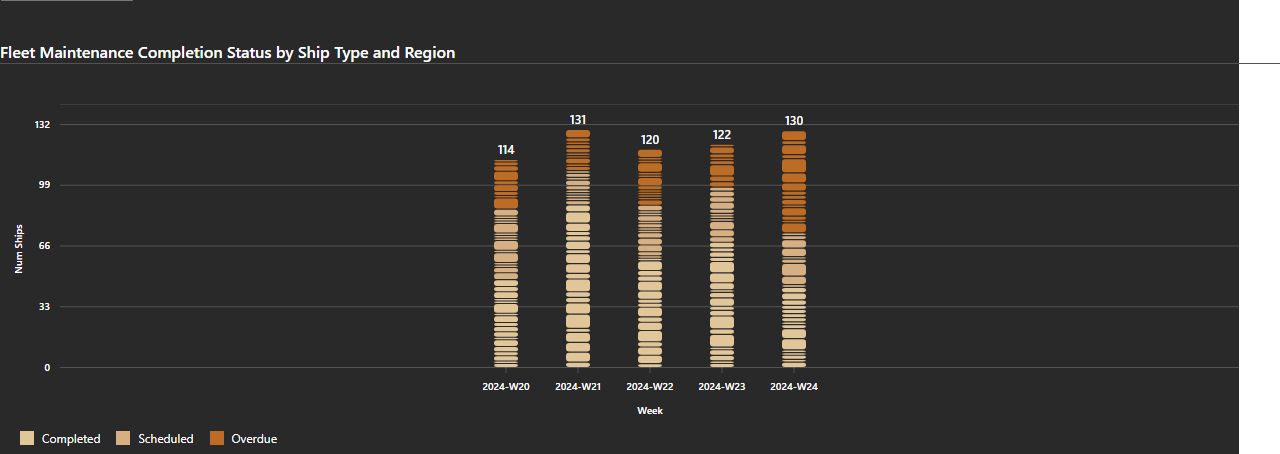 Fleet Maintenance Completion Status by Ship Type and Region
132
99
66
33
0
Num Ships
114
131
120
122
130
2024-W20
2024-W21
2024-W22
2024-W23
2024-W24
Week
Completed
Scheduled
Overdue